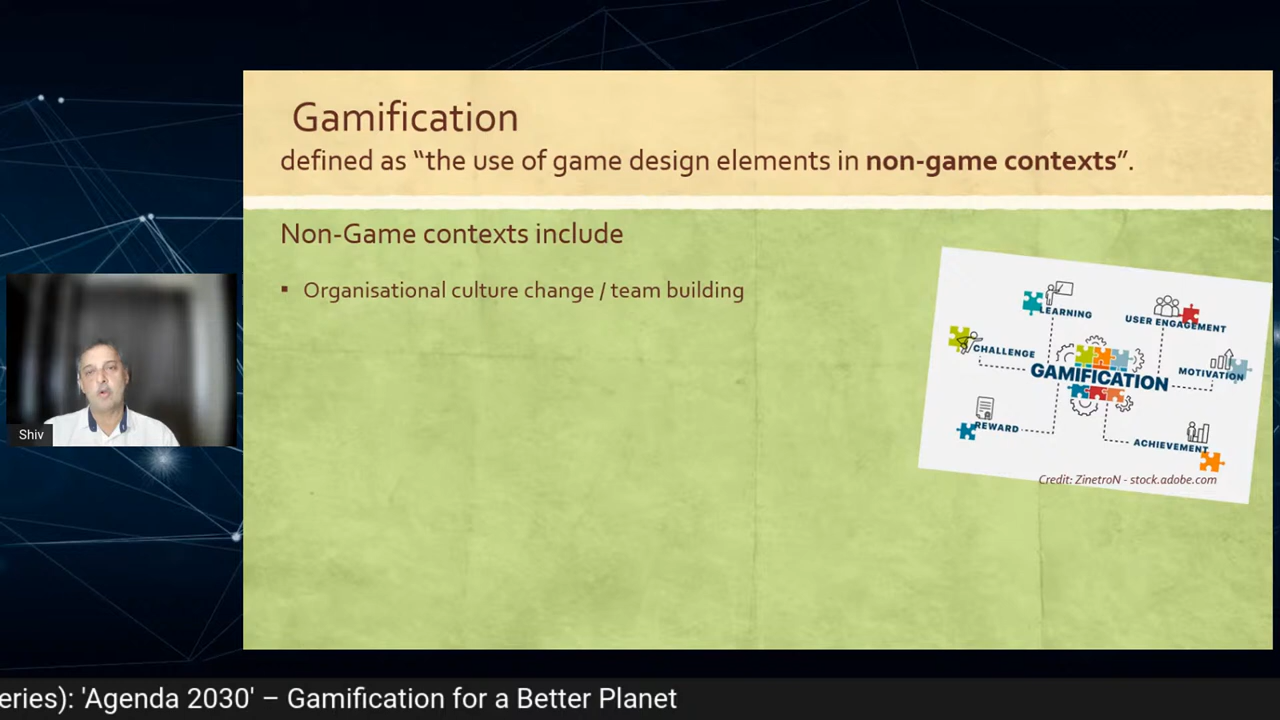 Gamification
defined as “the use of game design elements in non-game contexts”.
Non-Game contexts include
▪ Organisational culture change / team building
LEARNING
USER ENGAGEMENT
CHALLENGE
MOTIVATION
GAMIFICATION
REWARD
ACHIEVEMENT
Credit: ZinetroN - stock.adobe.com
Shiv
eries): 'Agenda 2030' – Gamification for a Better Planet